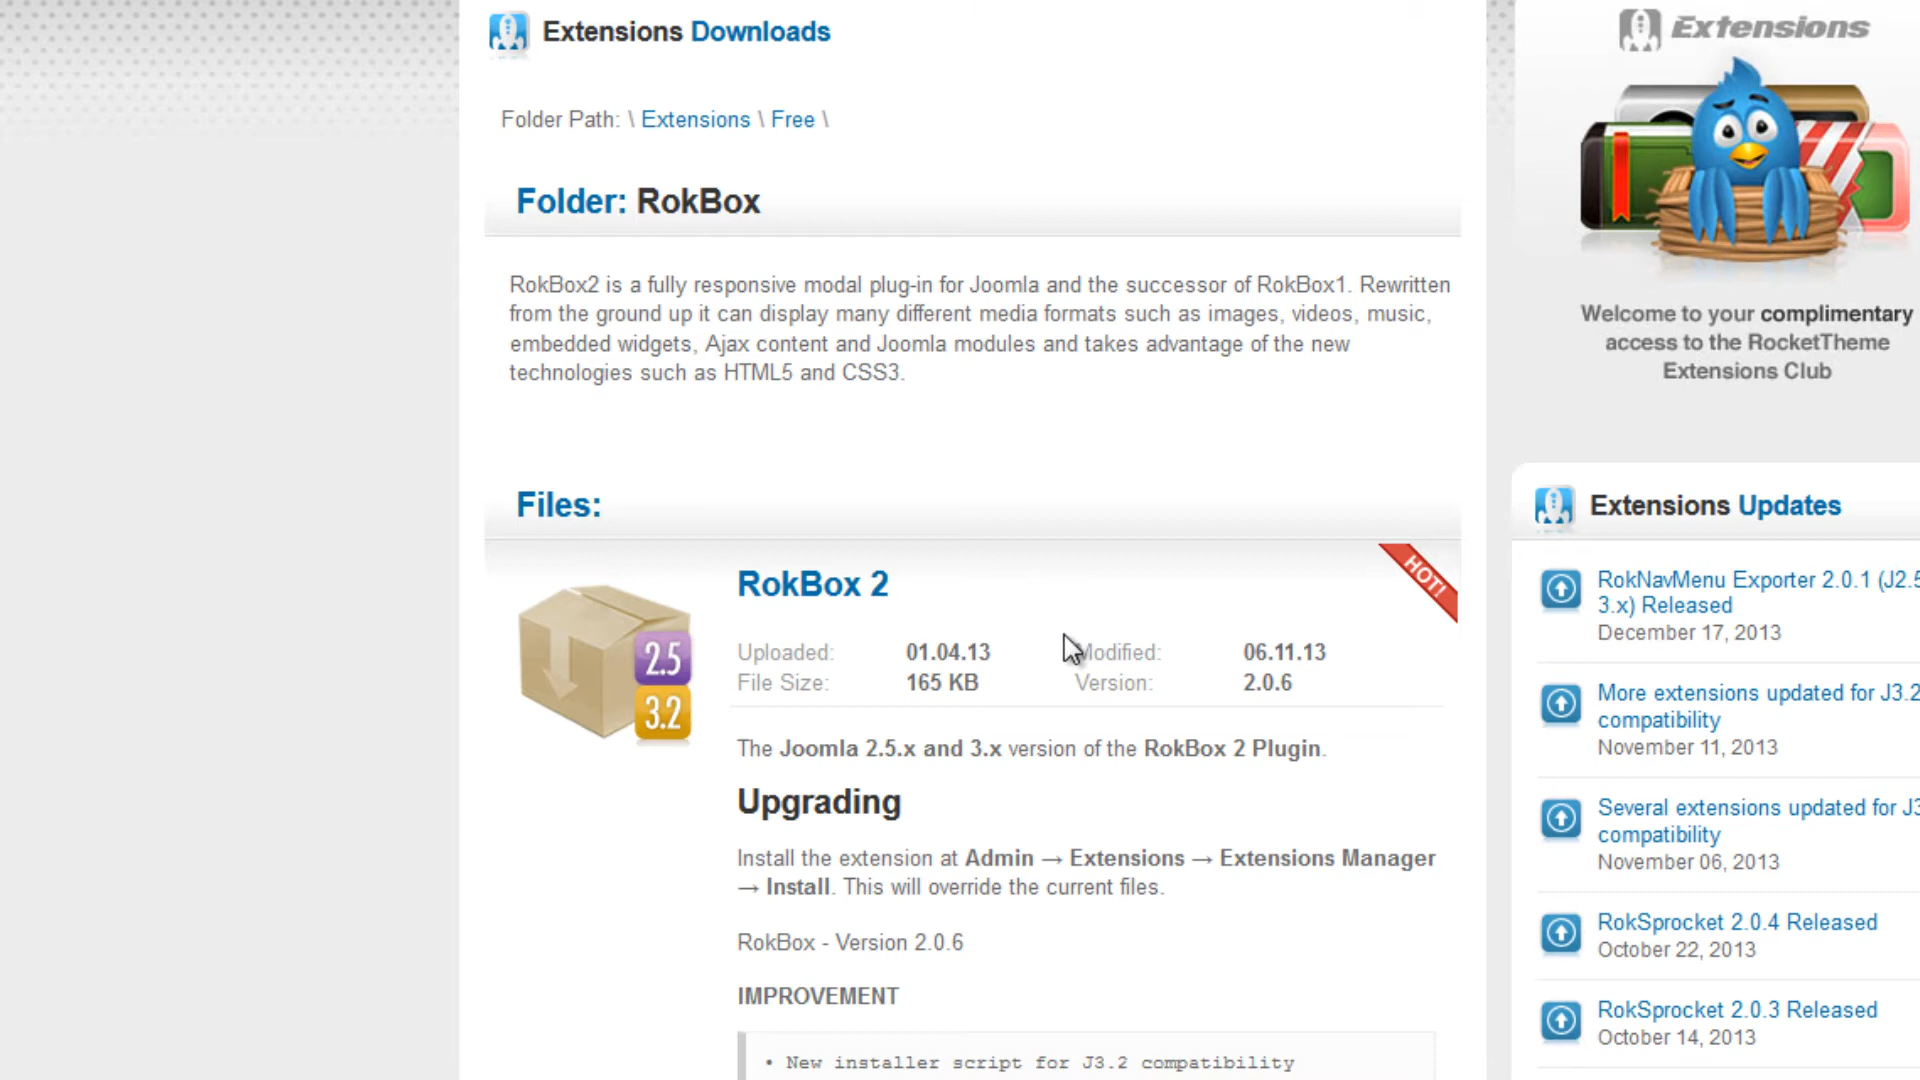 Extensions Downloads
Folder Path: \ Extensions \ Free \
Folder: RokBox
RokBox2 is a fully responsive modal plug-in for Joomla and the successor of RokBox1. Rewritten
from the ground up it can display many different media formats such as images, videos, music,
embedded widgets, Ajax content and Joomla modules and takes advantage of the new
technologies such as HTML5 and CSS3.
Files:
HOT!
RokBox 2
2.5
3.2
Uploaded: 01.04.13 Modified: 06.11.13
File Size: 165 KB Version: 2.0.6
The Joomla 2.5.x and 3.x version of the RokBox 2 Plugin.
Upgrading
Install the extension at Admin → Extensions → Extensions Manager
→ Install. This will override the current files.
RokBox - Version 2.0.6
IMPROVEMENT
• New installer script for J3.2 compatibility
Extensions
Welcome to your complimentary
access to the RocketTheme
Extensions Club
Extensions Updates
RokNavMenu Exporter 2.0.1 (J2.5
3.x) Released
December 17, 2013
More extensions updated for J3.2
compatibility
November 11, 2013
Several extensions updated for J3
compatibility
November 06, 2013
RokSprocket 2.0.4 Released
October 22, 2013
RokSprocket 2.0.3 Released
October 14, 2013